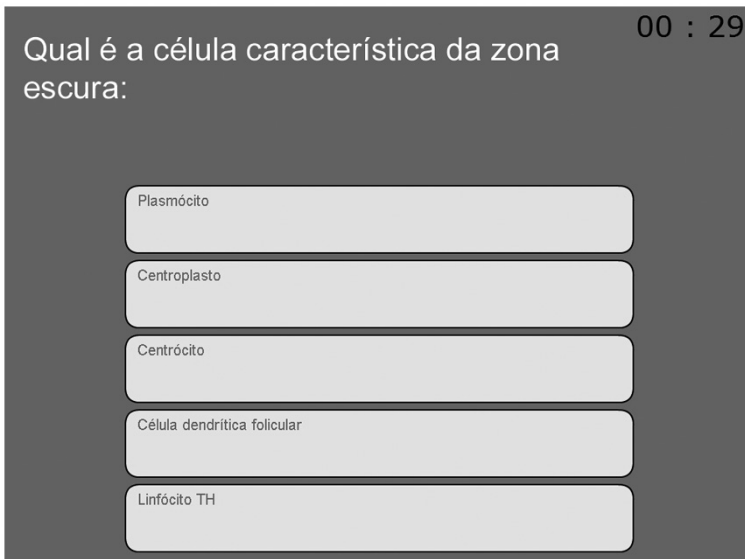 00 : 29
Qual é a célula característica da zona
escura:
Plasmócito
Centroplasto
Centrócito
Célula dendrítica folicular
Linfócito TH